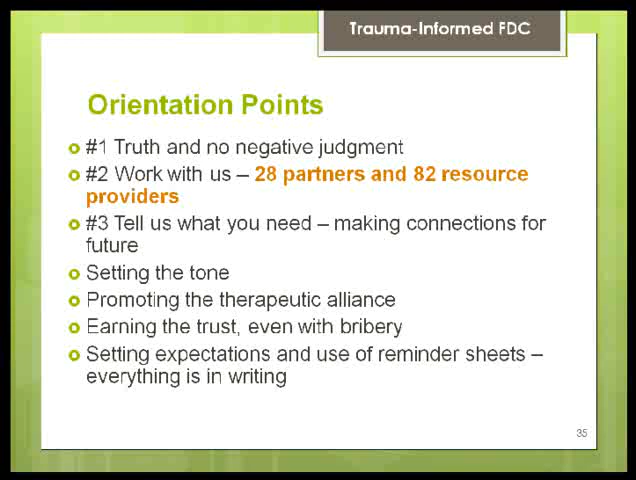 Trauma-Informed FDC
Orientation Points
#1 Truth and no negative judgment
#2 Work with us – 28 partners and 82 resource
providers
#3 Tell us what you need – making connections for
future
Setting the tone
Promoting the therapeutic alliance
Earning the trust, even with bribery
Setting expectations and use of reminder sheets –
everything is in writing
35